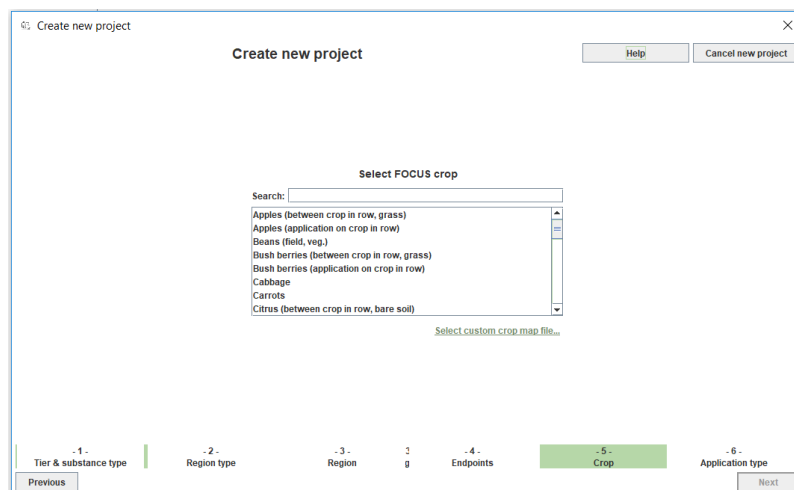 Create new project
Create new project
Help
Cancel new project
Select FOCUS crop
Search:
Apples (between crop in row, grass)
Apples (application on crop in row)
Beans (field, veg.)
Bush berries (between crop in row, grass)
Bush berries (application on crop in row)
Cabbage
Carrots
Citrus (between crop in row, bare soil)
Select custom crop map file...
- 1 -
Tier & substance type
- 2 -
Region type
- 3 -
Region
3
g
- 4 -
Endpoints
- 5 -
Crop
- 6 -
Application type
Previous
Next